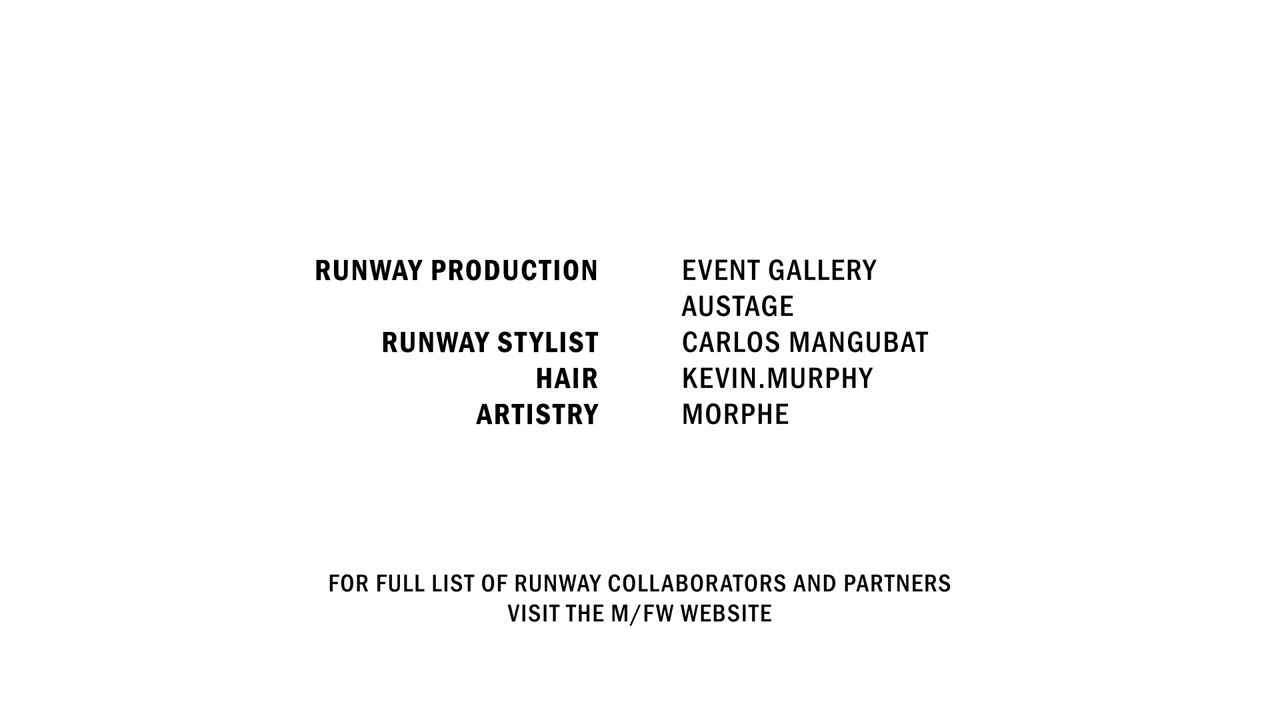 RUNWAY PRODUCTION EVENT GALLERY
AUSTAGE
RUNWAY STYLIST CARLOS MANGUBAT
HAIR KEVIN.MURPHY
ARTISTRY MORPHE
FOR FULL LIST OF RUNWAY COLLABORATORS AND PARTNERS
VISIT THE M/FW WEBSITE